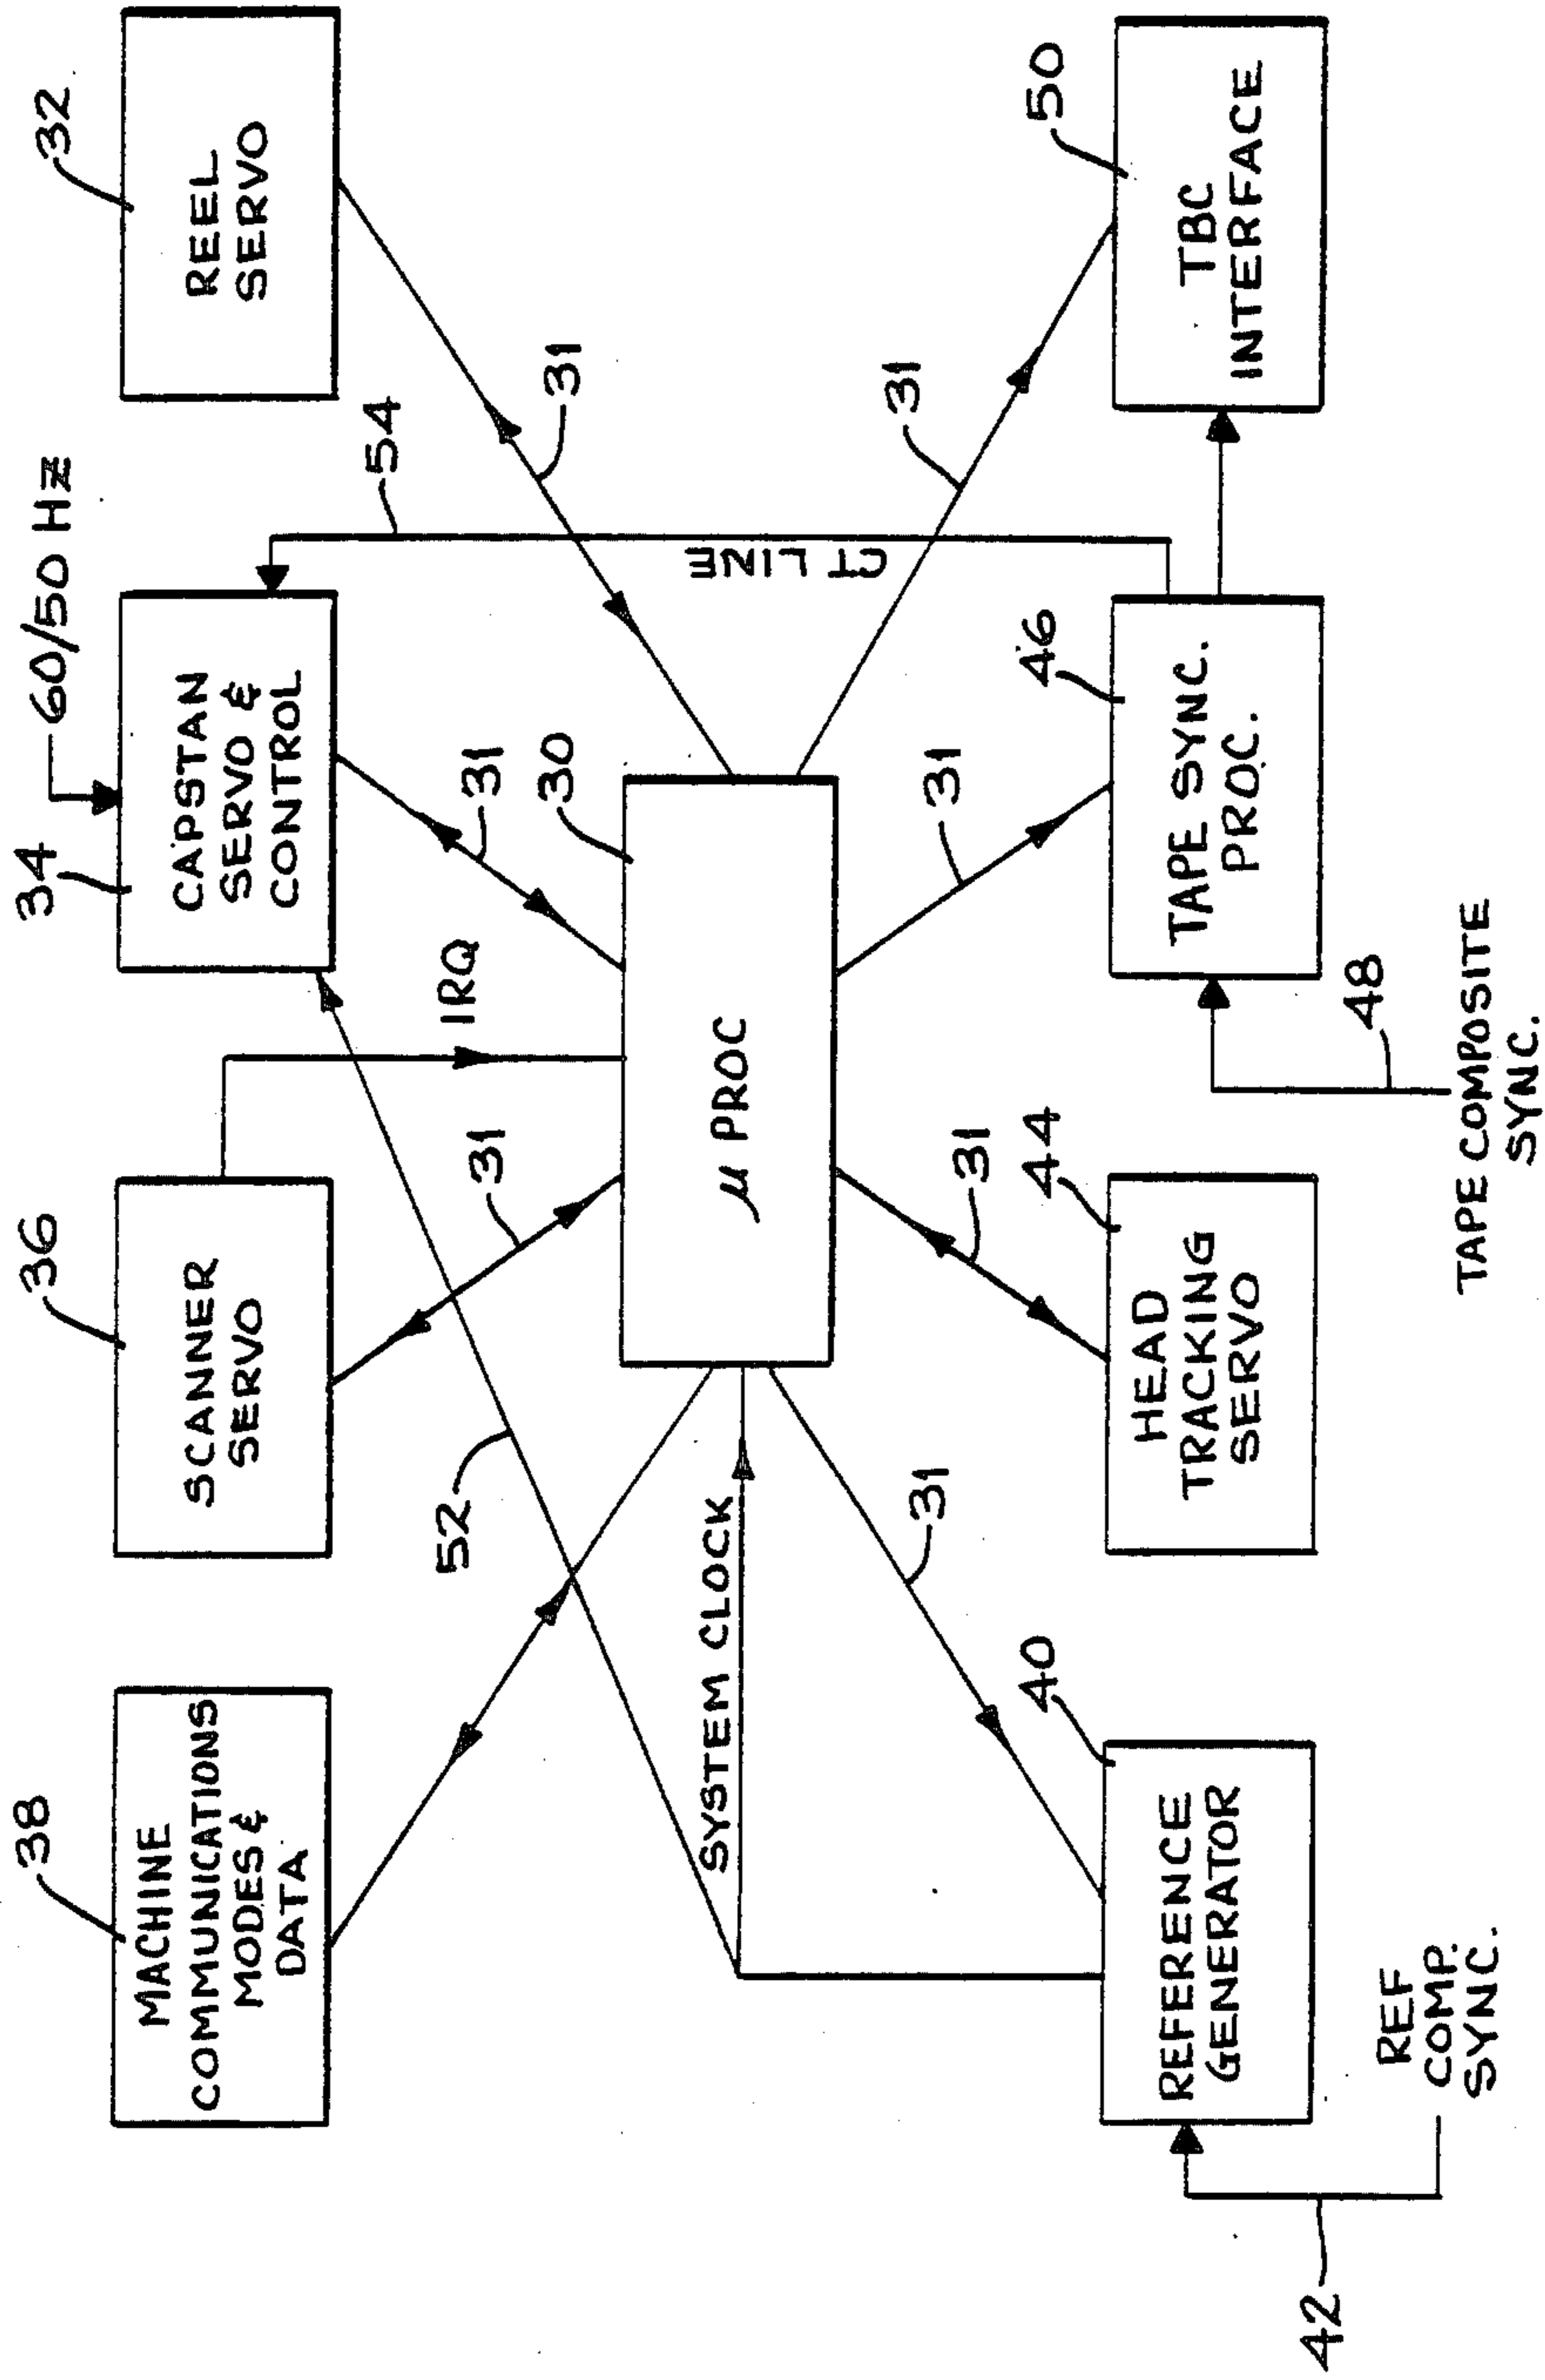 38
MACHINE
COMMUNICATIONS
MODES &
DATA
36
SCANNER
SERVO
34
60/50 Hz
CAPSTAN
SERVO &
CONTROL
32
REEL
SERVO
52
31
IRQ
31
54
31
SYSTEM CLOCK
30
μ PROC
CT LINE
31
31
31
31
40
REFERENCE
GENERATOR
44
HEAD
TRACKING
SERVO
46
TAPE SYNC.
PROC.
50
TBC
INTERFACE
42
REF
COMP.
SYNC.
48
TAPE COMPOSITE
SYNC.